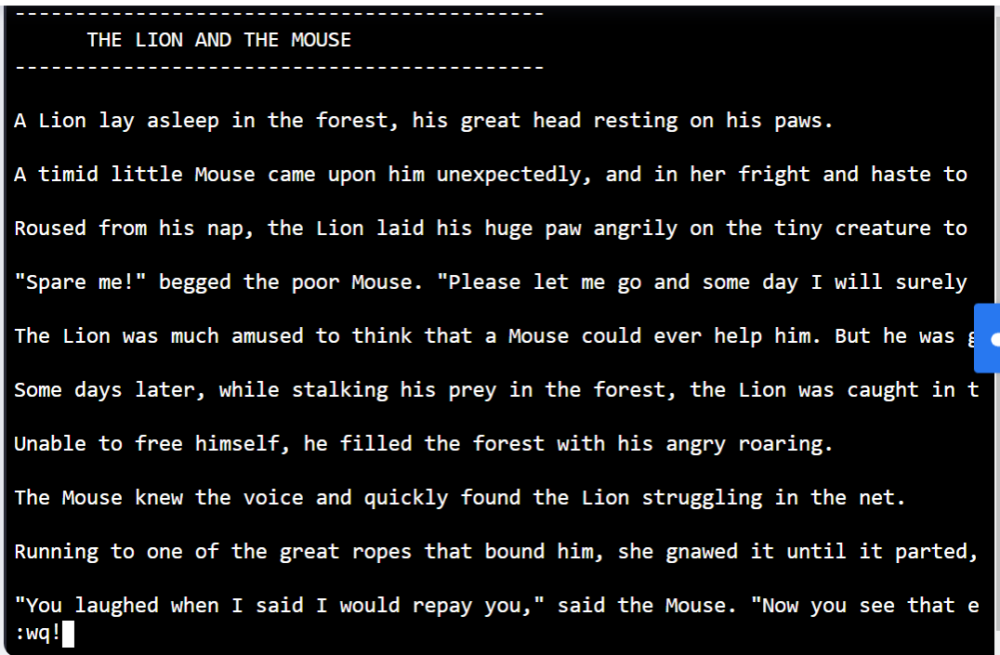 --------------------------------------------
THE LION AND THE MOUSE
--------------------------------------------
A Lion lay asleep in the forest, his great head resting on his paws.
A timid little Mouse came upon him unexpectedly, and in her fright and haste to
Roused from his nap, the Lion laid his huge paw angrily on the tiny creature to
"Spare me!" begged the poor Mouse. "Please let me go and some day I will surely
The Lion was much amused to think that a Mouse could ever help him. But he was
Some days later, while stalking his prey in the forest, the Lion was caught in t
Unable to free himself, he filled the forest with his angry roaring.
The Mouse knew the voice and quickly found the Lion struggling in the net.
Running to one of the great ropes that bound him, she gnawed it until it parted,
"You laughed when I said I would repay you," said the Mouse. "Now you see that e
:wq!